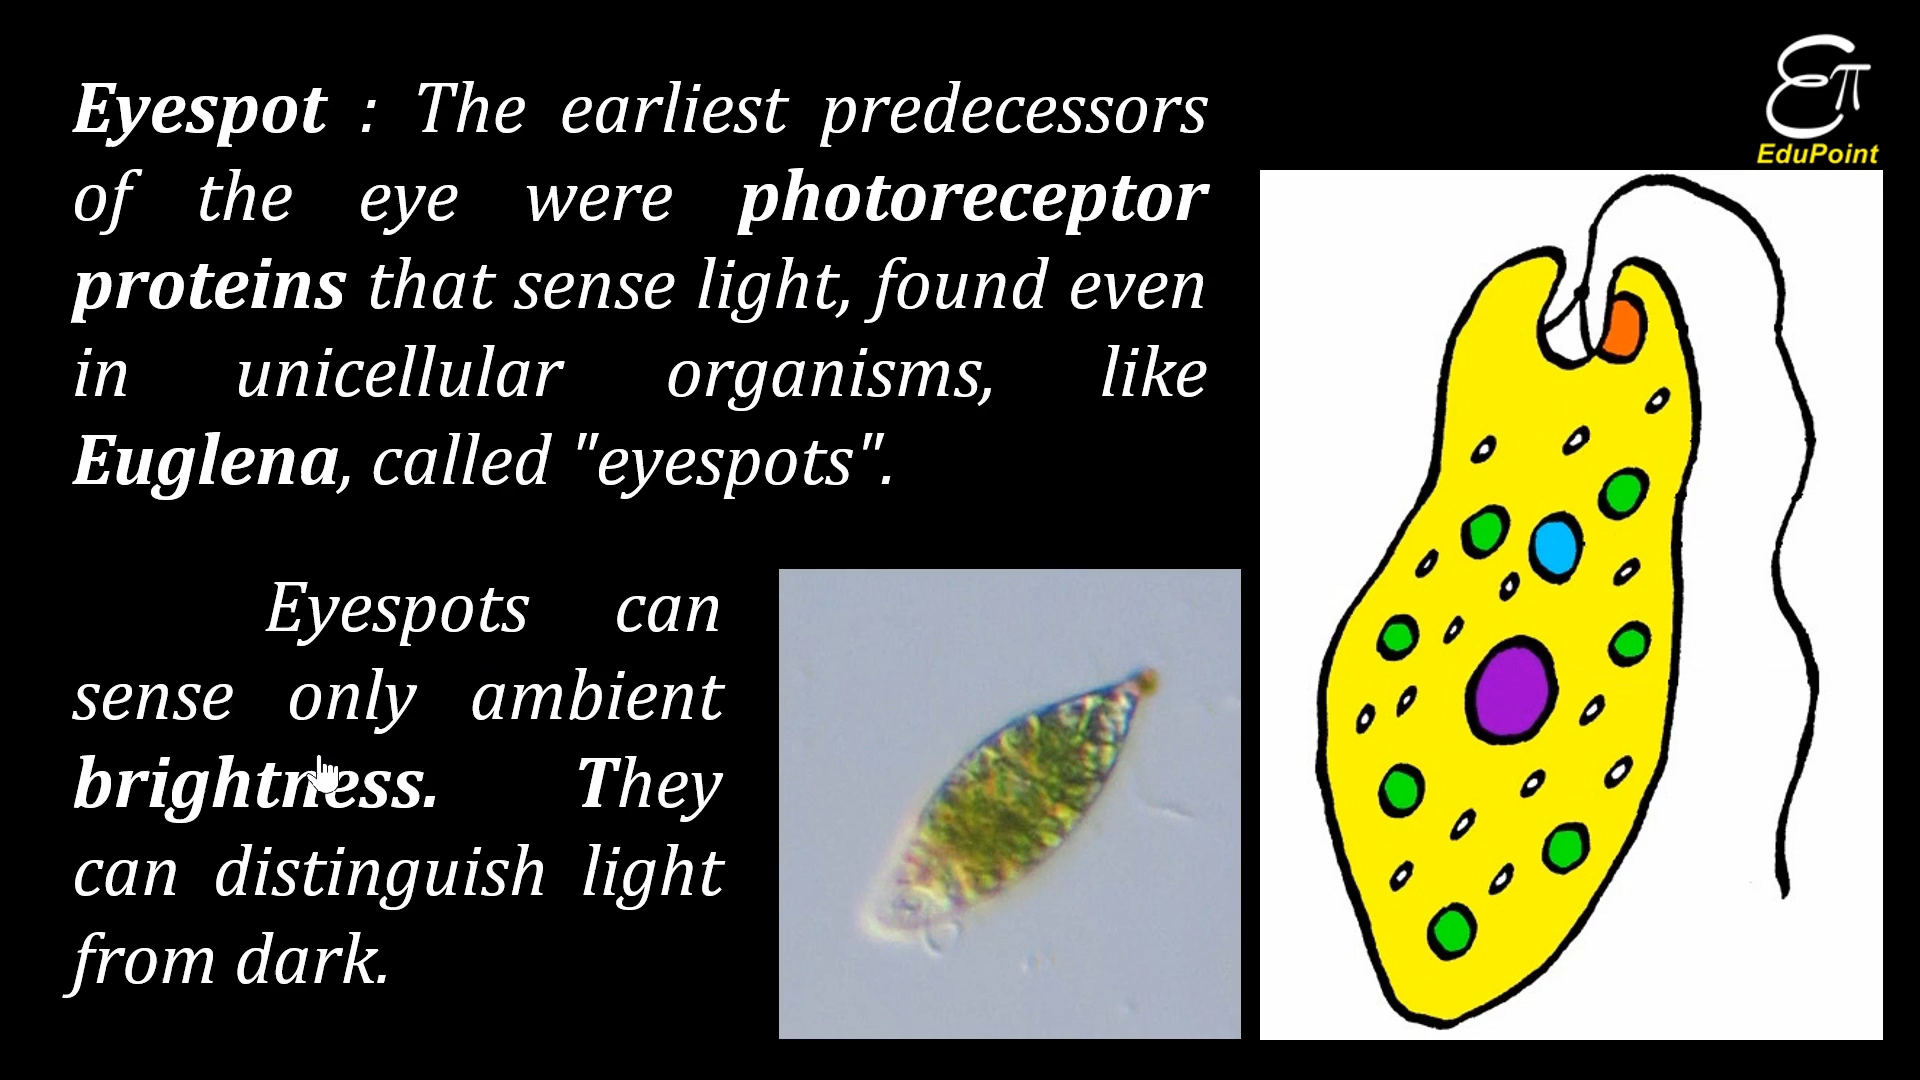 Eyespot : The earliest predecessors
of the eye were photoreceptor
proteins that sense light, found even
in unicellular organisms, like
Euglena, called "eyespots".
Eyespots can
sense only ambient
brightness. They
can distinguish light
from dark.
Eπ
EduPoint